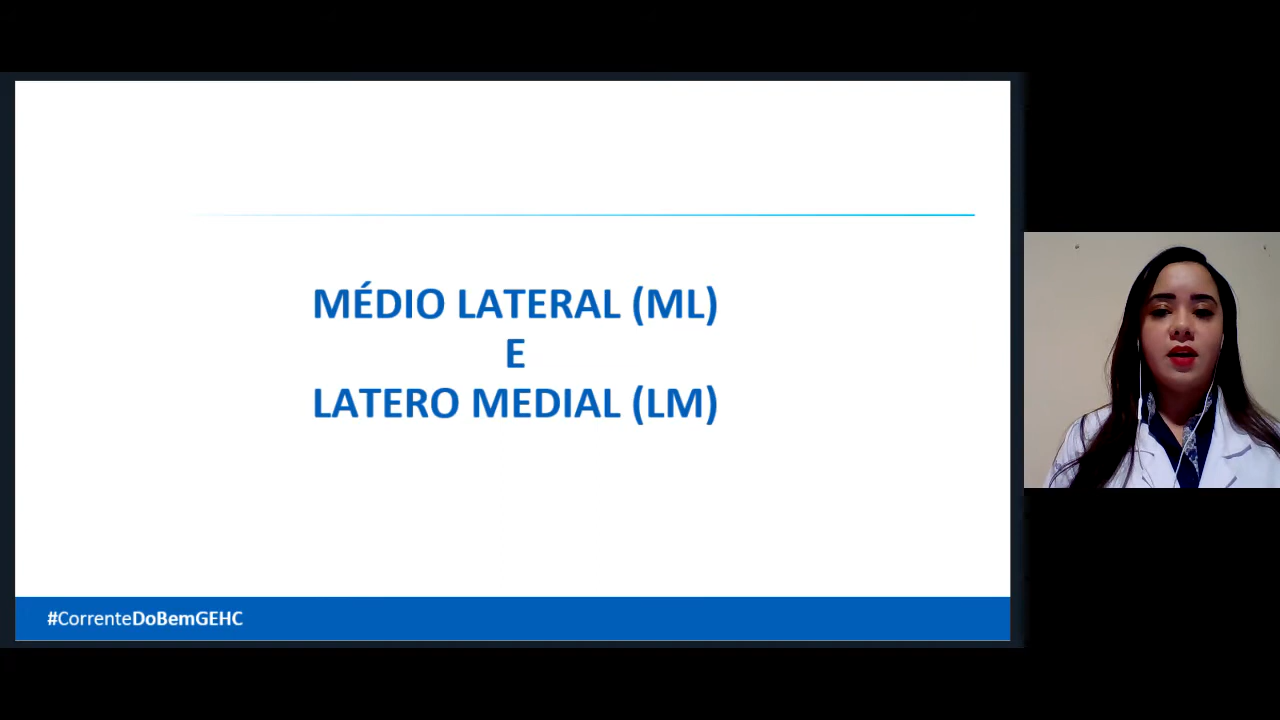 MÉDIO LATERAL (ML)
E
LATERO MEDIAL (LM)
#CorrenteDoBemGEHC